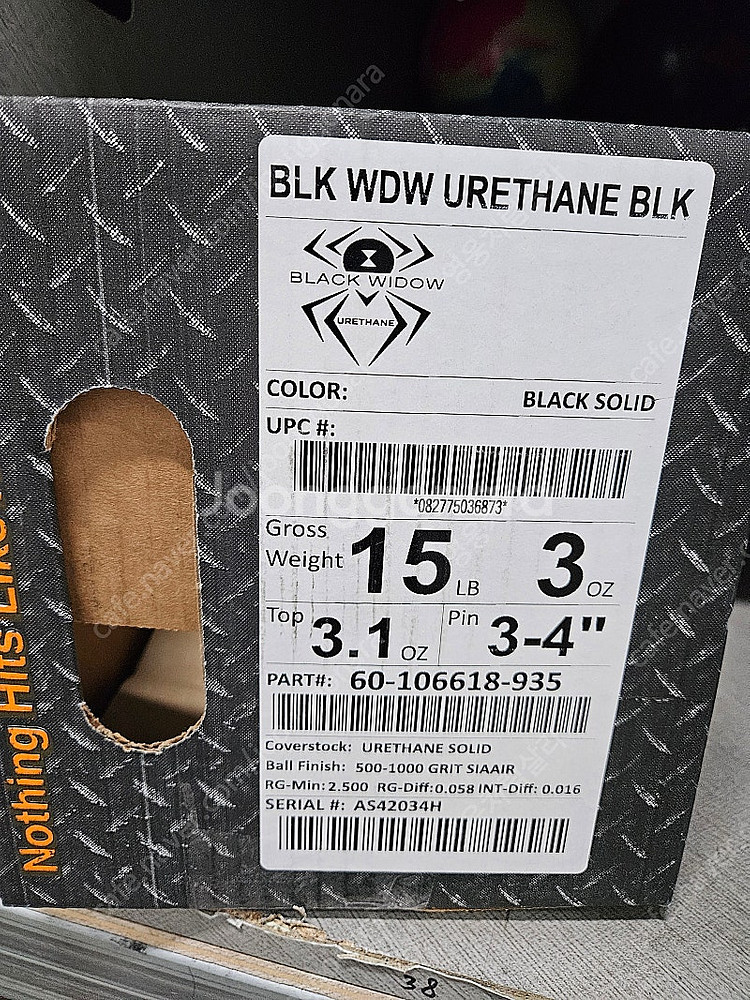 BLK WDW URETHANE BLK
BLACK WIDOW
URETHANE
COLOR: BLACK SOLID
UPC #:
*082775036873*
Gross Weight 15 LB 3 OZ
Top 3.1 OZ Pin 3-4"
PART#: 60-106618-935
Coverstock: URETHANE SOLID
Ball Finish: 500-1000 GRIT SIAAIR
RG-Min: 2.500 RG-Diff: 0.058 INT-Diff: 0.016
SERIAL #: AS42034H
Nothing Hits Like
38